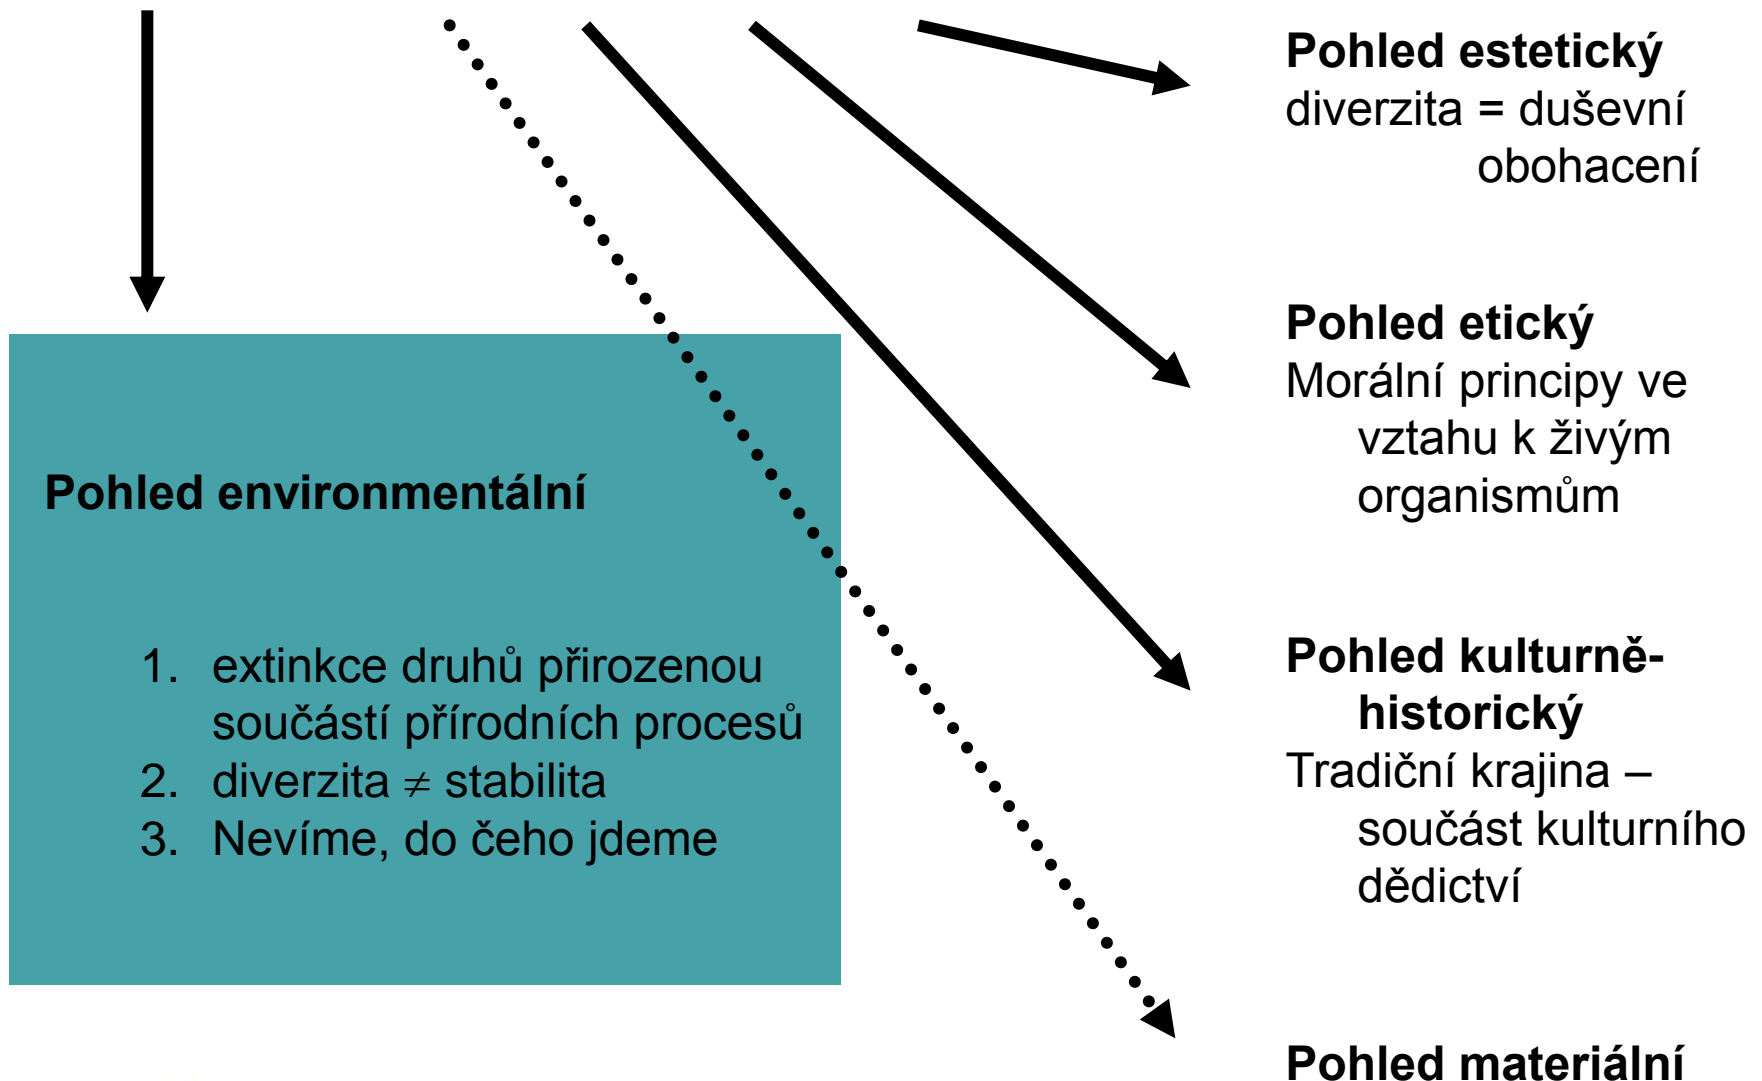 Pohled estetický
diverzita = duševní
obohacení
Pohled etický
Morální principy ve
vztahu k živým
organismům
Pohled environmentální
1. extinkce druhů přirozenou
součástí přírodních procesů
2. diverzita ≠ stabilita
3. Nevíme, do čeho jdeme
Pohled kulturně-
historický
Tradiční krajina –
součást kulturního
dědictví
Pohled materiální